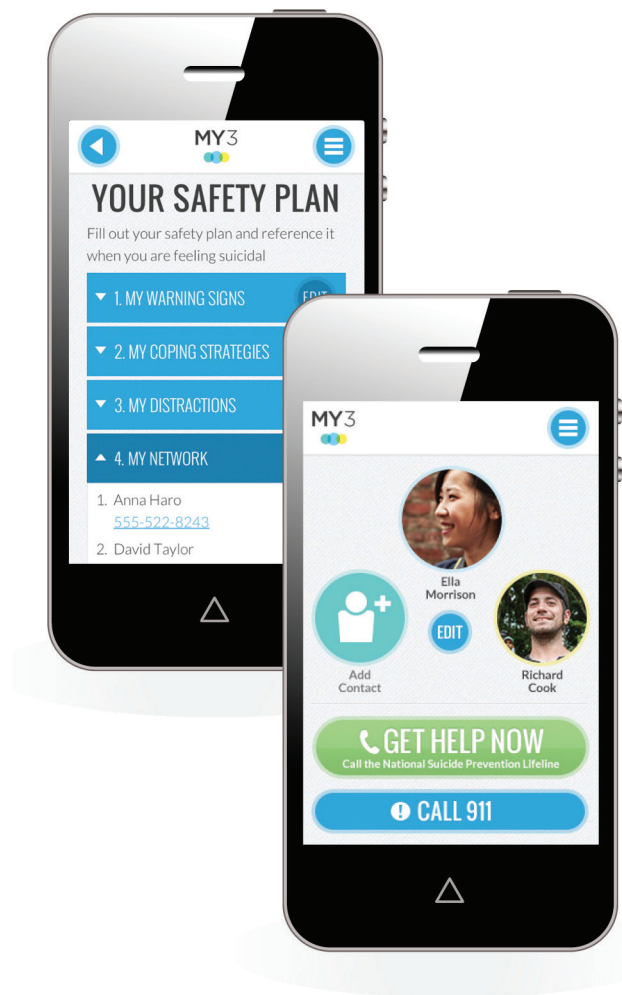 MY3
YOUR SAFETY PLAN
Fill out your safety plan and reference it
when you are feeling suicidal
1. MY WARNING SIGNS
EDIT
2. MY COPING STRATEGIES
3. MY DISTRACTIONS
4. MY NETWORK
1. Anna Haro
555-522-8243
2. David Taylor
MY3
Ella
Morrison
EDIT
Add
Contact
Richard
Cook
GET HELP NOW
Call the National Suicide Prevention Lifeline
CALL 911